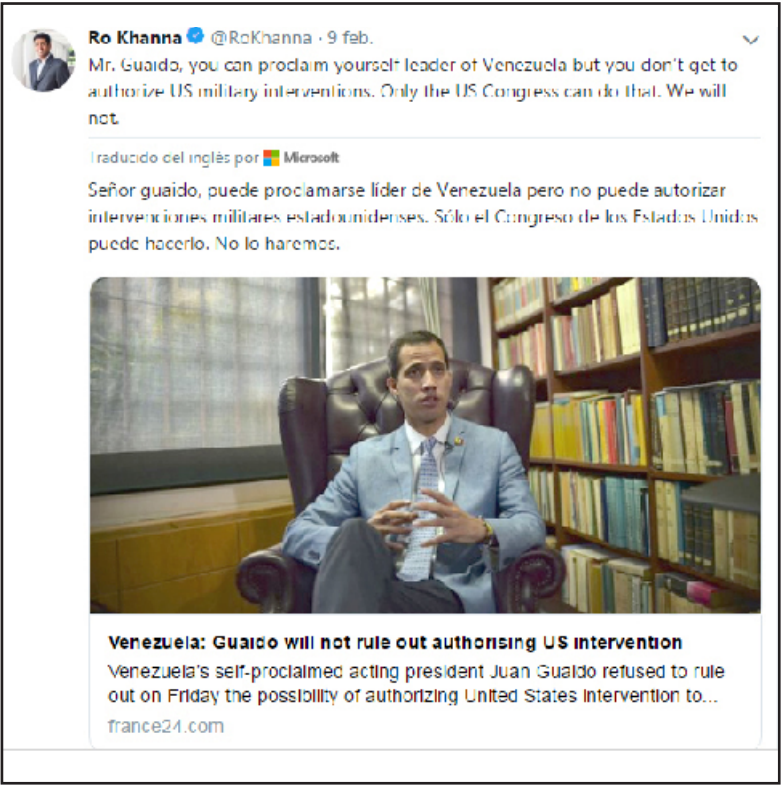 Ro Khanna @RoKhanna · 9 feb.
Mr. Guaido, you can proclaim yourself leader of Venezuela but you don't get to
authorize US military interventions. Only the US Congress can do that. We will
not.
Traducido del inglés por Microsoft
Señor guaido, puede proclamarse líder de Venezuela pero no puede autorizar
intervenciones militares estadounidenses. Sólo el Congreso de los Estados Unidos
puede hacerlo. No lo haremos.
Venezuela: Guaido will not rule out authorising US intervention
Venezuela's self-proclaimed acting president Juan Guaido refused to rule
out on Friday the possibility of authorizing United States intervention to...
france24.com